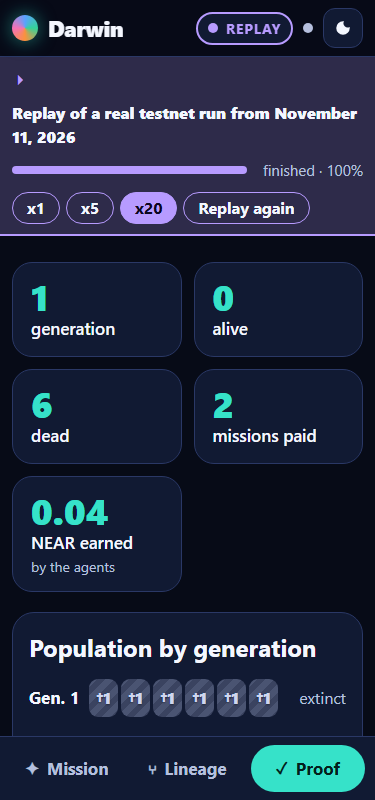 Darwin
REPLAY
Replay of a real testnet run from November
11, 2026
finished · 100%
x1
x5
x20
Replay again
1
generation
0
alive
6
dead
2
missions paid
0.04
NEAR earned
by the agents
Population by generation
Gen. 1
†1 †1 †1 †1 †1 †1
extinct
Mission
Lineage
✓ Proof